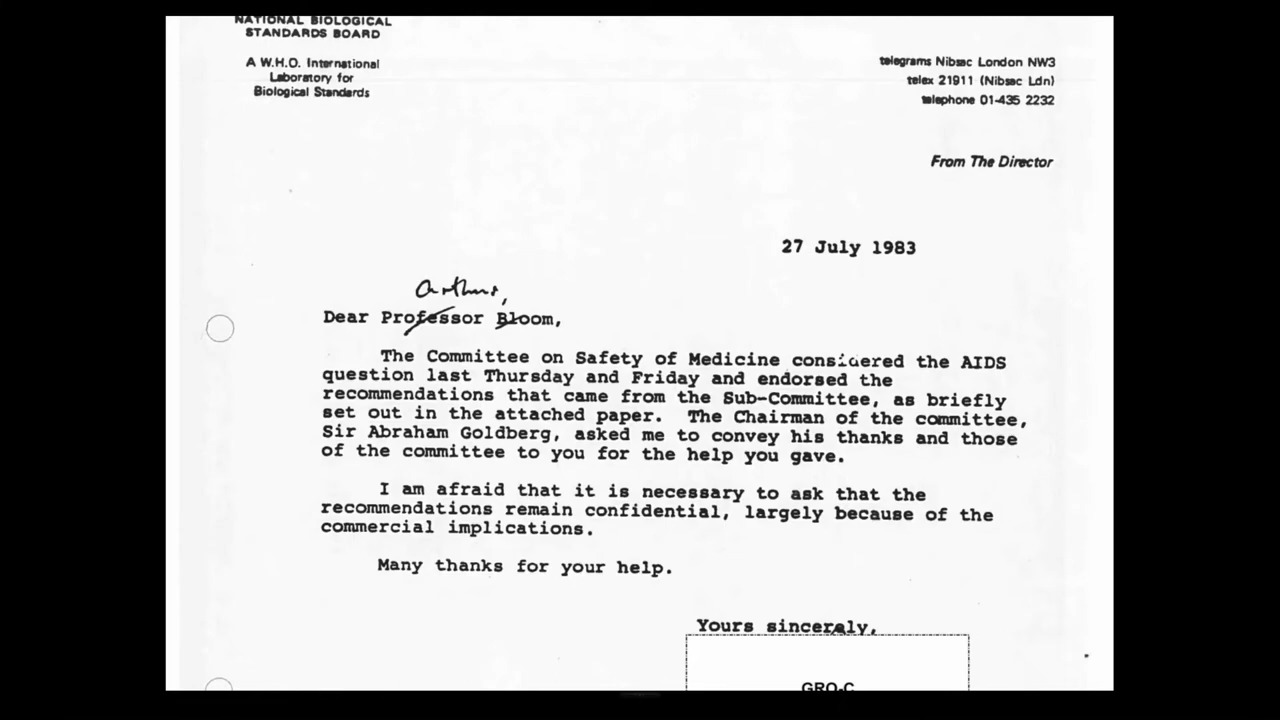 NATIONAL BIOLOGICAL
STANDARDS BOARD
A W.H.O. International
Laboratory for
Biological Standards
telegrams Nibsac London NW3
telex 21911 (Nibsac Ldn)
telephone 01-435 2232
From The Director
27 July 1983
Arthur,
Dear Professor Bloom,
The Committee on Safety of Medicine considered the AIDS
question last Thursday and Friday and endorsed the
recommendations that came from the Sub-Committee, as briefly
set out in the attached paper. The Chairman of the committee,
Sir Abraham Goldberg, asked me to convey his thanks and those
of the committee to you for the help you gave.
I am afraid that it is necessary to ask that the
recommendations remain confidential, largely because of the
commercial implications.
Many thanks for your help.
Yours sincerely,
GRO-C